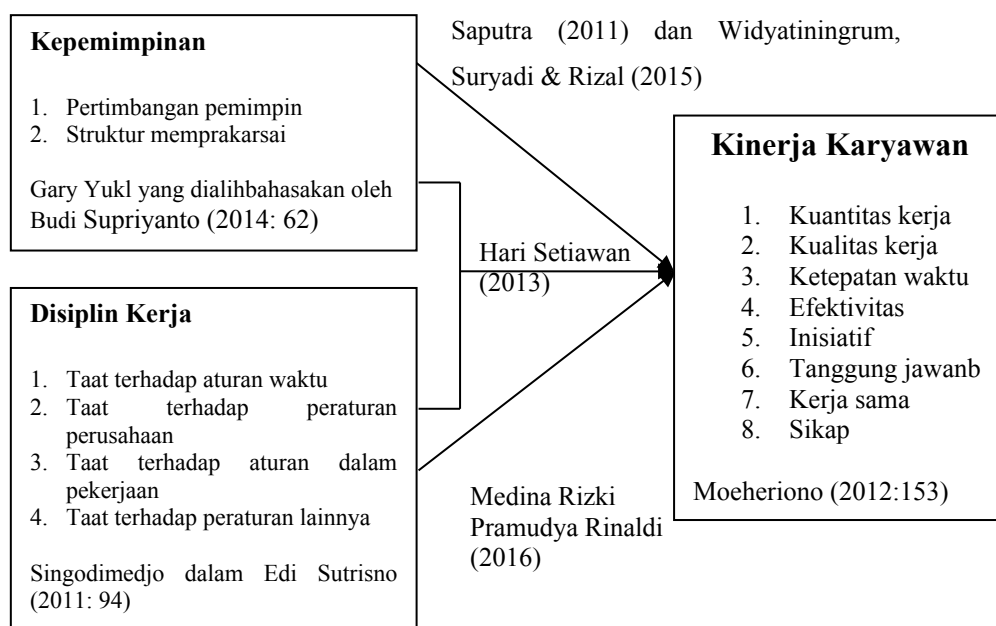 Kepemimpinan
1. Pertimbangan pemimpin
2. Struktur memprakarsai
Gary Yukl yang dialihbahasakan oleh
Budi Supriyanto (2014: 62)
Disiplin Kerja
1. Taat terhadap aturan waktu
2. Taat terhadap peraturan
perusahaan
3. Taat terhadap aturan dalam
pekerjaan
4. Taat terhadap peraturan lainnya
Singodimedjo dalam Edi Sutrisno
(2011: 94)
Saputra (2011) dan Widyatiningrum,
Suryadi & Rizal (2015)
Hari Setiawan
(2013)
Medina Rizki
Pramudya Rinaldi
(2016)
Kinerja Karyawan
1. Kuantitas kerja
2. Kualitas kerja
3. Ketepatan waktu
4. Efektivitas
5. Inisiatif
6. Tanggung jawanb
7. Kerja sama
8. Sikap
Moeheriono (2012:153)